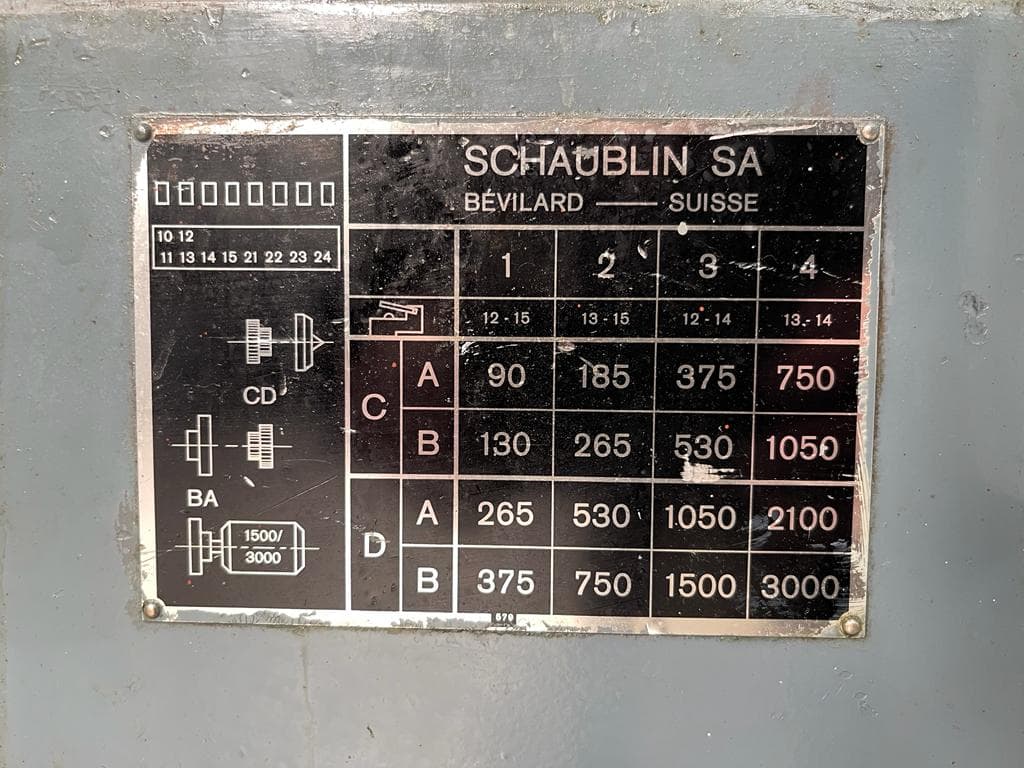 SCHAUBLIN SA
BÉVILARD — SUISSE
10 12
11 13 14 15 21 22 23 24
CD
BA
1500/
3000
1 2 3 4
12 - 15 13 - 15 12 - 14 13 - 14
C A 90 185 375 750
B 130 265 530 1050
D A 265 530 1050 2100
B 375 750 1500 3000
579